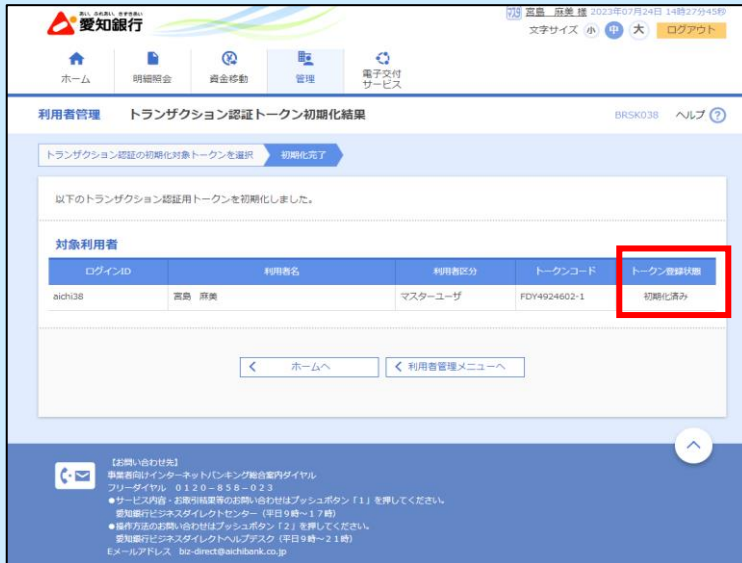 あい、ふれあい、ささえあい
愛知銀行
宮島 麻美 様 2023年07月24日 14時27分45秒
文字サイズ 小 中 大 ログアウト
ホーム 明細照会 資金移動 管理 電子交付サービス
利用者管理 トランザクション認証トークン初期化結果 BRSK038 ヘルプ ?
トランザクション認証の初期化対象トークンを選択 初期化完了
以下のトランザクション認証用トークンを初期化しました。
対象利用者
ログインID 利用者名 利用者区分 トークンコード トークン登録状態
aichi38 宮島 麻美 マスターユーザ FDY4924602-1 初期化済み
ホームへ 利用者管理メニューへ
【お問い合わせ先】
事業者向けインターネットバンキング総合案内ダイヤル
フリーダイヤル 0120-858-023
●サービス内容・お取引結果等のお問い合わせはプッシュボタン「1」を押してください。
愛知銀行ビジネスダイレクトセンター（平日9時～17時）
●操作方法のお問い合わせはプッシュボタン「2」を押してください。
愛知銀行ビジネスダイレクトヘルプデスク（平日9時～21時）
Eメールアドレス biz-direct@aichibank.co.jp